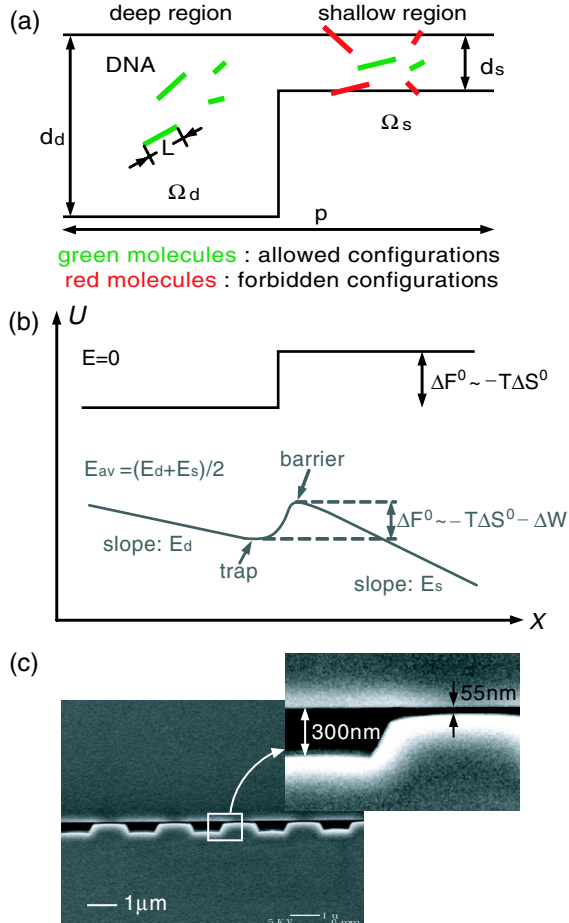 (a)
deep region
shallow region
DNA
d_s
d_d
L
Ω_s
Ω_d
p
green molecules : allowed configurations
red molecules : forbidden configurations
(b)
U
E=0
ΔF⁰ ~ −TΔS⁰
E_av =(E_d+E_s)/2
barrier
ΔF⁰ ~ −TΔS⁰ − ΔW
slope: E_d
trap
slope: E_s
X
(c)
55nm
300nm
1μm